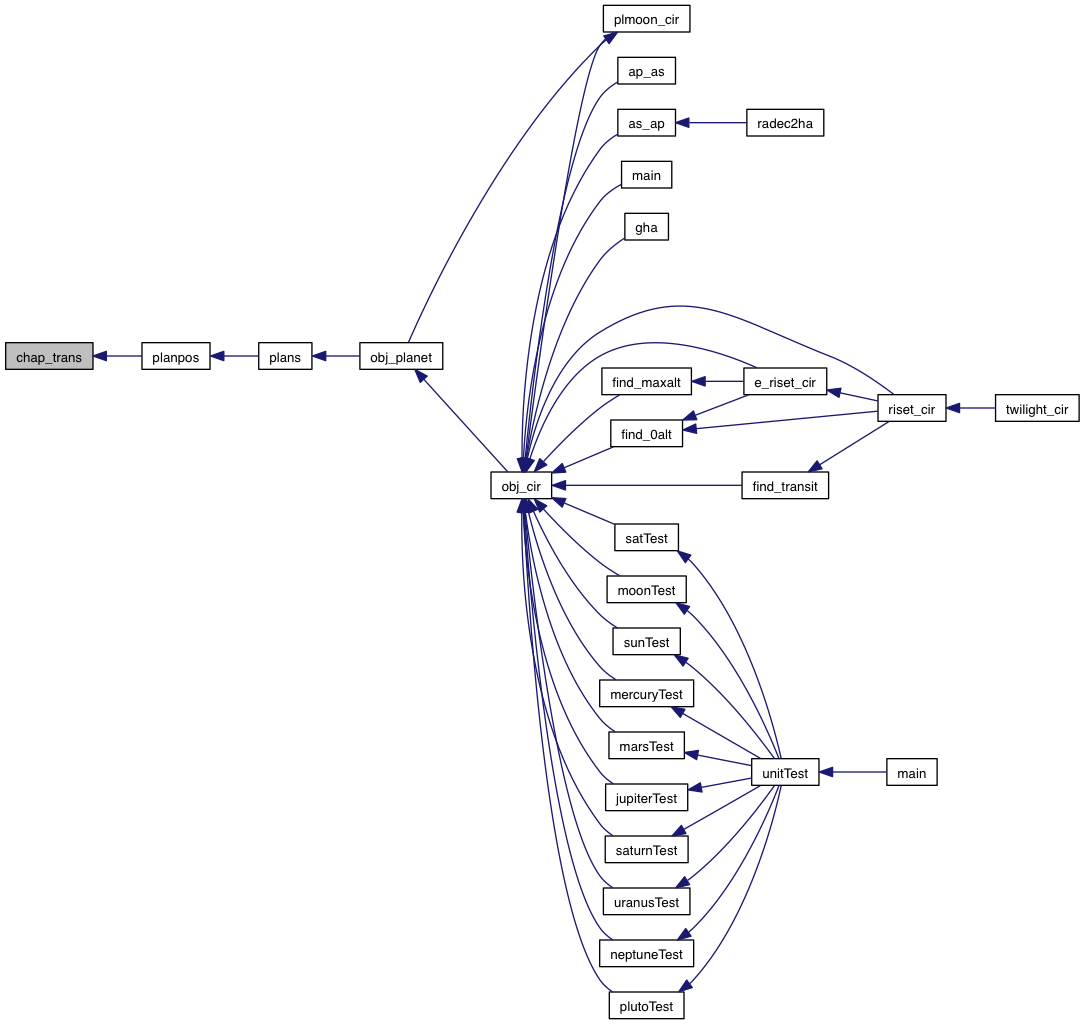 plmoon_cir
ap_as
as_ap
radec2ha
main
gha
chap_trans
planpos
plans
obj_planet
find_maxalt
e_riset_cir
riset_cir
twilight_cir
find_0alt
obj_cir
find_transit
satTest
moonTest
sunTest
mercuryTest
marsTest
unitTest
main
jupiterTest
saturnTest
uranusTest
neptuneTest
plutoTest